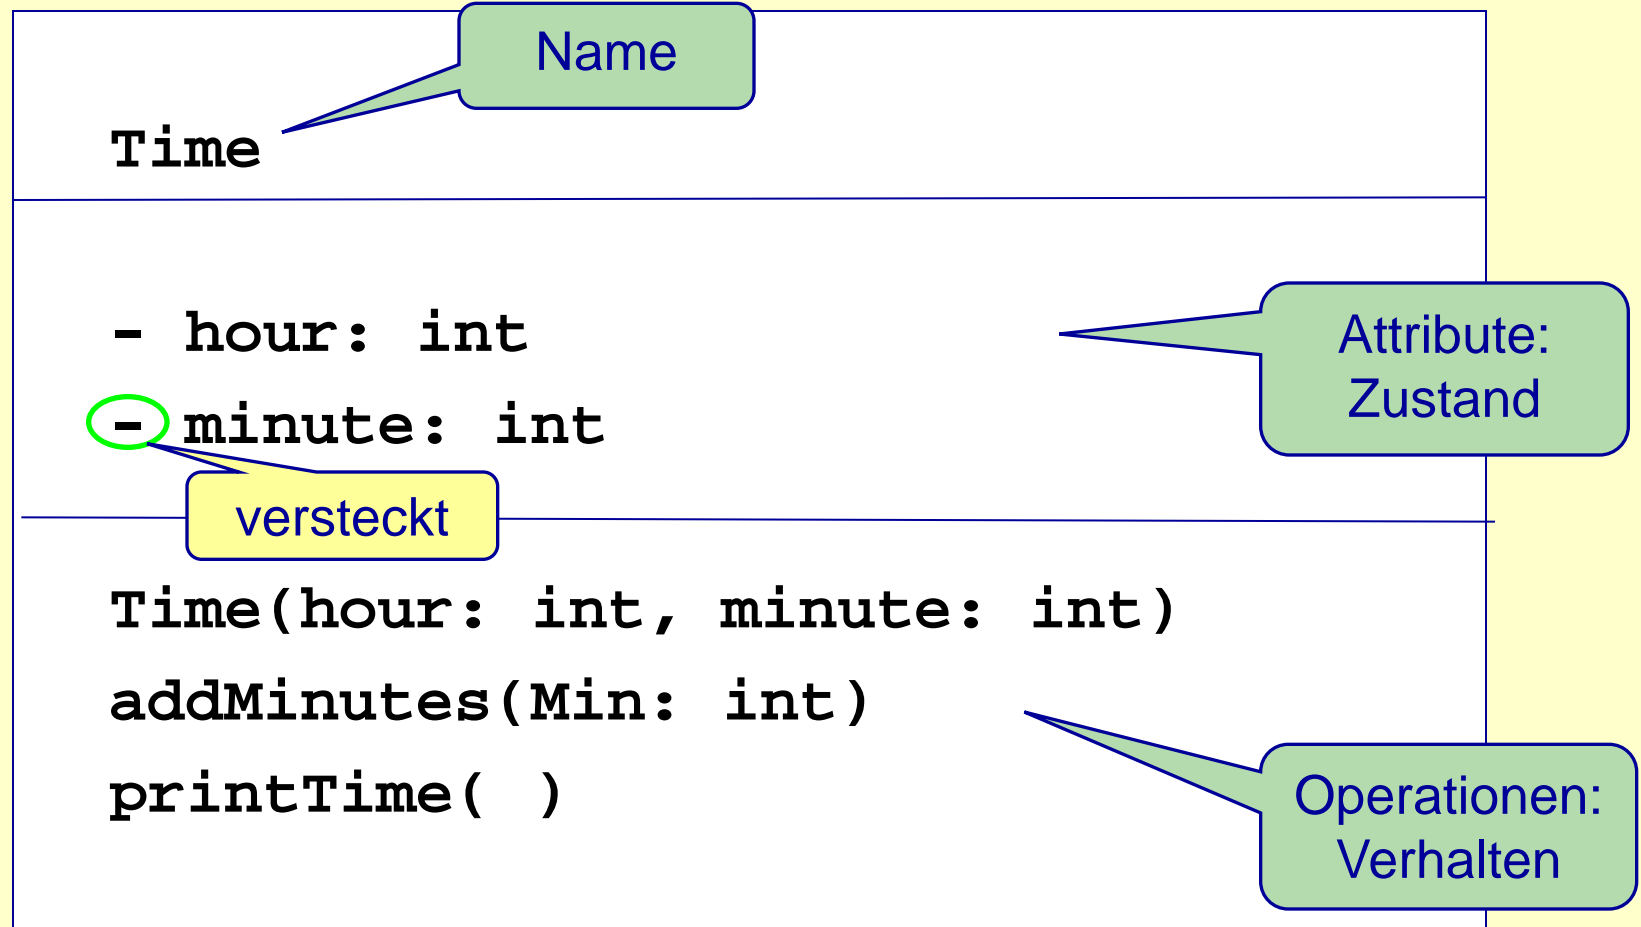 Name
Time
- hour: int
Attribute:
Zustand
- minute: int
versteckt
Time(hour: int, minute: int)
addMinutes(Min: int)
printTime( )
Operationen:
Verhalten